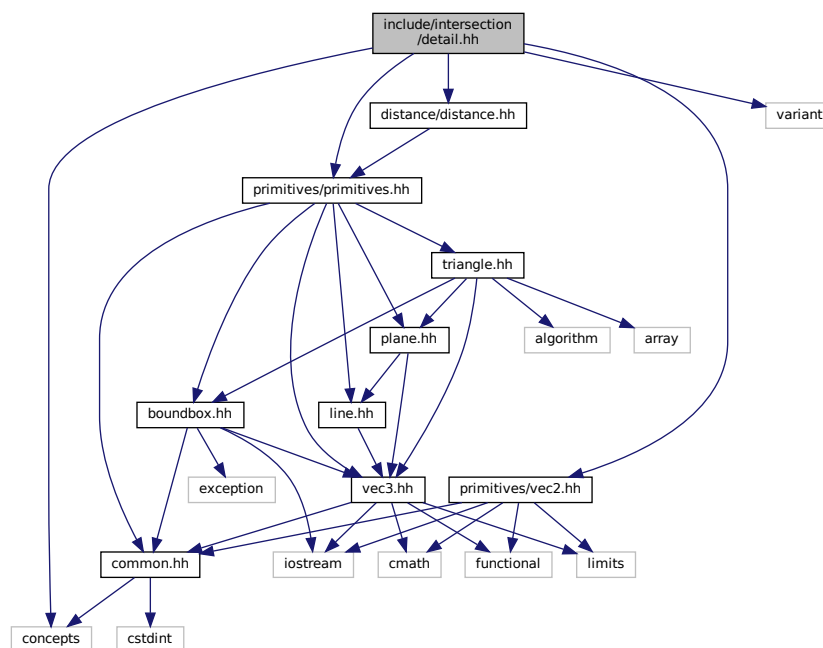 include/intersection
/detail.hh
distance/distance.hh
variant
primitives/primitives.hh
triangle.hh
plane.hh
algorithm
array
boundbox.hh
line.hh
exception
vec3.hh
primitives/vec2.hh
common.hh
iostream
cmath
functional
limits
concepts
cstdint